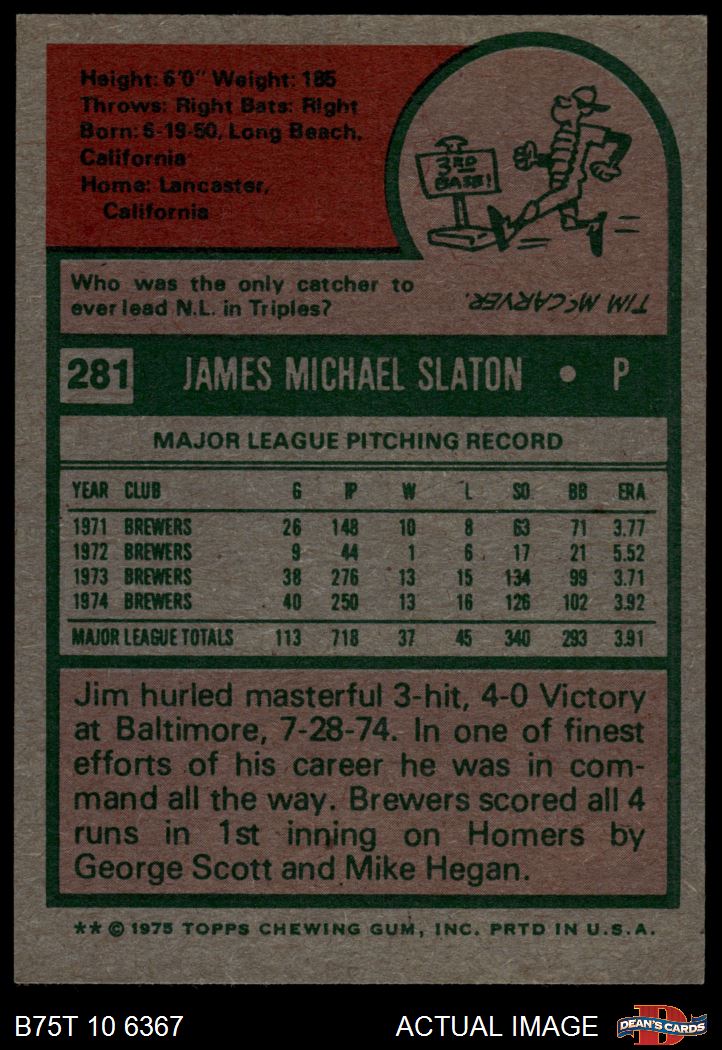 Height: 6'0" Weight: 185
Throws: Right Bats: Right
Born: 6-19-50, Long Beach,
California
Home: Lancaster,
California
3RD
BASE!
Who was the only catcher to
ever lead N.L. in Triples?
TIM McCARVER.
281 JAMES MICHAEL SLATON • P
MAJOR LEAGUE PITCHING RECORD
YEAR CLUB G IP W L SO BB ERA
1971 BREWERS 26 148 10 8 63 71 3.77
1972 BREWERS 9 44 1 6 17 21 5.52
1973 BREWERS 38 276 13 15 134 99 3.71
1974 BREWERS 40 250 13 16 126 102 3.92
MAJOR LEAGUE TOTALS 113 718 37 45 340 293 3.91
Jim hurled masterful 3-hit, 4-0 Victory
at Baltimore, 7-28-74. In one of finest
efforts of his career he was in com-
mand all the way. Brewers scored all 4
runs in 1st inning on Homers by
George Scott and Mike Hegan.
** © 1975 TOPPS CHEWING GUM, INC. PRTD IN U.S.A.
B75T 10 6367 ACTUAL IMAGE D DEAN'S CARDS